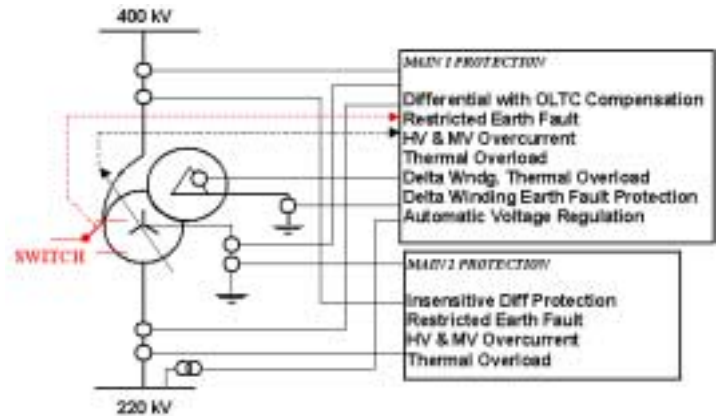 400 kV
MAIN 1 PROTECTION
Differential with OLTC Compensation
Restricted Earth Fault
HV & MV Overcurrent
Thermal Overload
Delta Wndg. Thermal Overload
Delta Winding Earth Fault Protection
Automatic Voltage Regulation
SWITCH
MAIN 2 PROTECTION
Insensitive Diff Protection
Restricted Earth Fault
HV & MV Overcurrent
Thermal Overload
220 kV